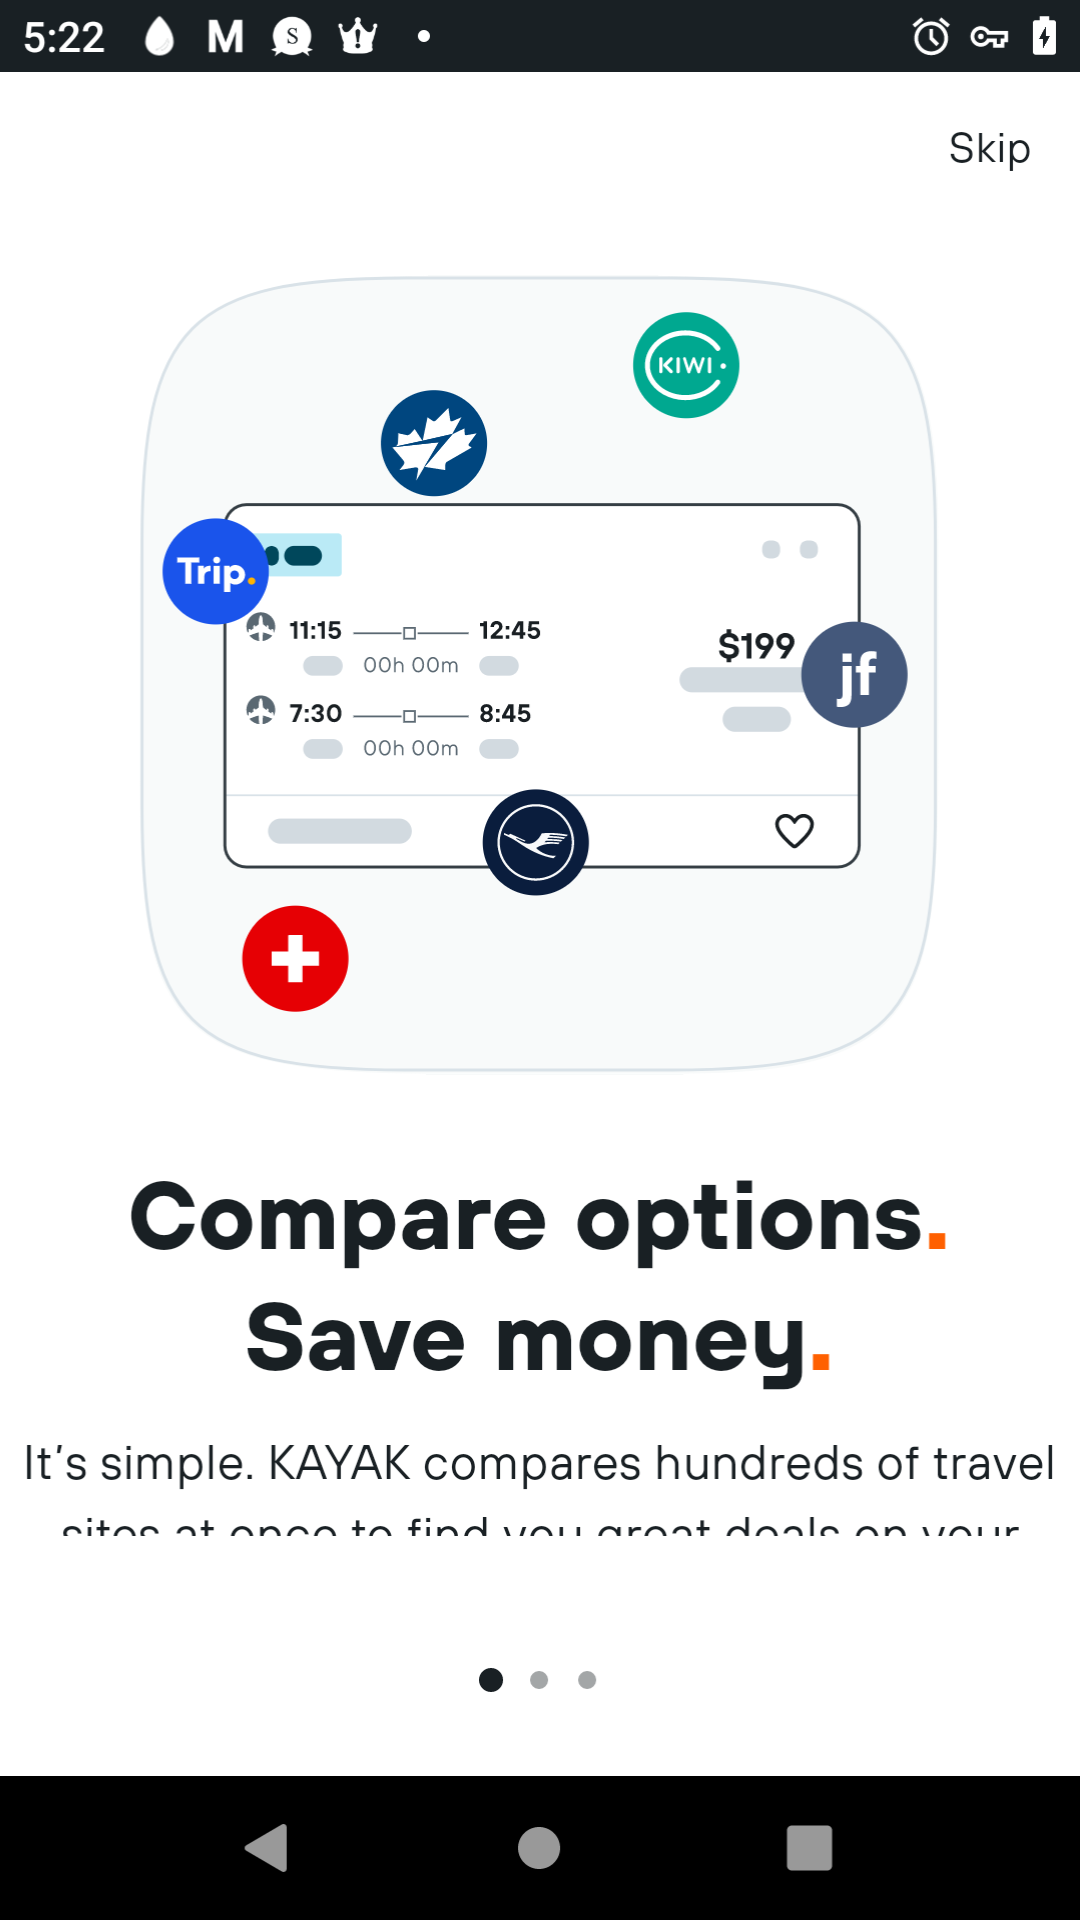 5:22 M S
Skip
KIWI
Trip.
11:15 12:45
00h 00m
$199
jf
7:30 8:45
00h 00m
Compare options.
Save money.
It's simple. KAYAK compares hundreds of travel
sites at once to find you great deals on your